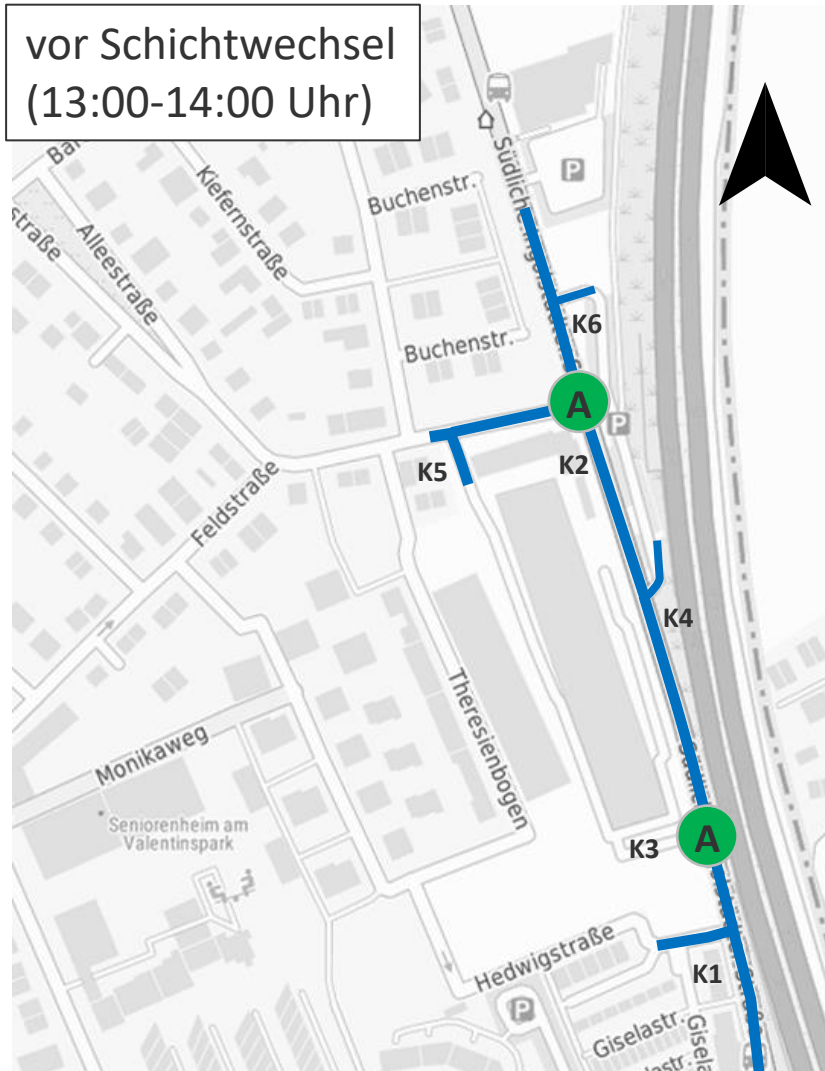 vor Schichtwechsel
(13:00-14:00 Uhr)
Kiefernstraße
Alleestraße
straße
Buchenstr.
P
K6
Buchenstr.
A
P
K5
K2
Feldstraße
K4
Theresienbogen
Monikaweg
Seniorenheim am
Valentinspark
K3
A
Hedwigstraße
K1
P
Giselastr.